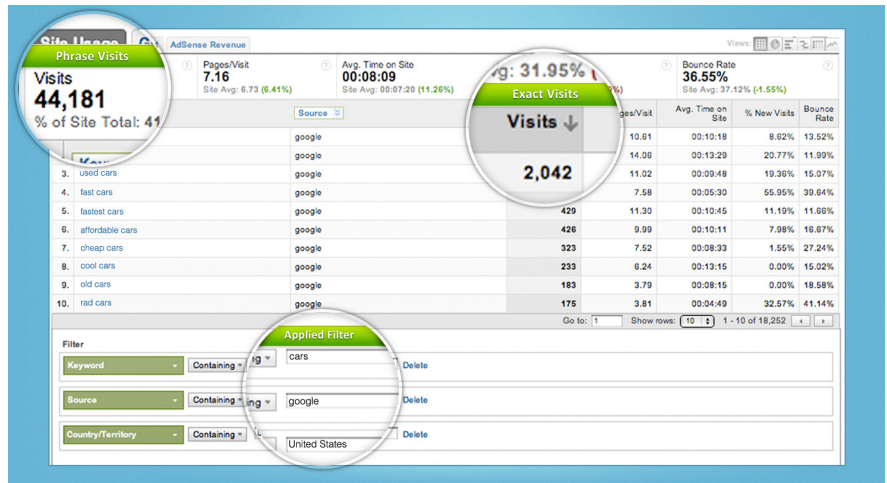 Site Usage
AdSense Revenue
Views:
Phrase Visits
Visits
44,181
% of Site Total: 41
Pages/Visit
7.16
Site Avg: 6.73 (6.41%)
Avg. Time on Site
00:08:09
Site Avg: 00:07:20 (11.26%)
31.95%
Exact Visits
Visits
2,042
Bounce Rate
36.55%
Site Avg: 37.12% (-1.55%)
Source
Avg. Time on Site % New Visits Bounce Rate
google 10.61 00:10:18 8.62% 13.52%
google 14.06 00:13:29 20.77% 11.99%
3. used cars google 11.02 00:09:48 19.36% 15.07%
4. fast cars google 7.58 00:05:30 55.95% 39.64%
5. fastest cars google 429 11.30 00:10:45 11.19% 11.66%
6. affordable cars google 426 9.99 00:10:11 7.98% 16.67%
7. cheap cars google 323 7.52 00:08:33 1.55% 27.24%
8. cool cars google 233 6.24 00:13:15 0.00% 15.02%
9. old cars google 183 3.79 00:08:15 0.00% 18.58%
10. rad cars google 175 3.81 00:04:49 32.57% 41.14%
Go to: 1 Show rows: 10 1 - 10 of 18,252
Filter
Applied Filter
Keyword Containing cars Delete
Source Containing google Delete
Country/Territory Containing United States Delete